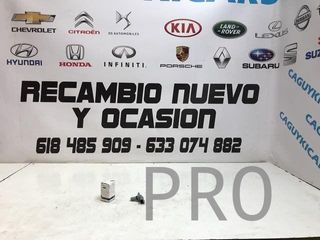 CHEVROLET CITROËN DS AUTOMOBILES KIA LAND ROVER LEXUS
HYUNDAI HONDA INFINITI PORSCHE SUBARU
RECAMBIO NUEVO
Y OCASION
618 485 909 - 633 074 882
CAGUYKICARS
PRO